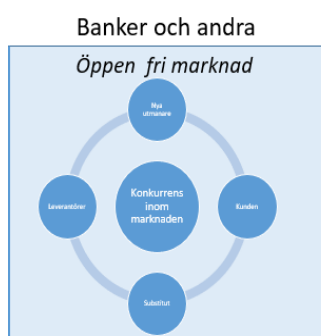 Banker och andra
Öppen fri marknad
Nya
utmanare
Leverantörer
Konkurrens
inom
marknaden
Kunden
Substitut